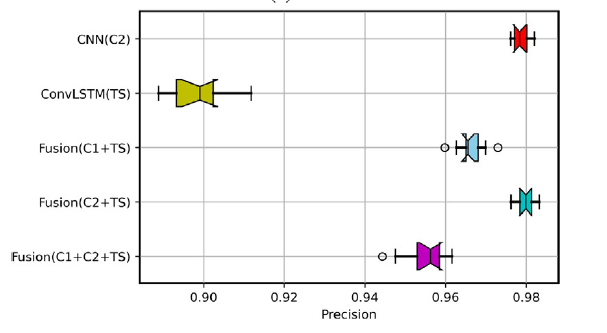 CNN(C2)
ConvLSTM(TS)
Fusion(C1+TS)
Fusion(C2+TS)
Fusion(C1+C2+TS)
0.90 0.92 0.94 0.96 0.98
Precision